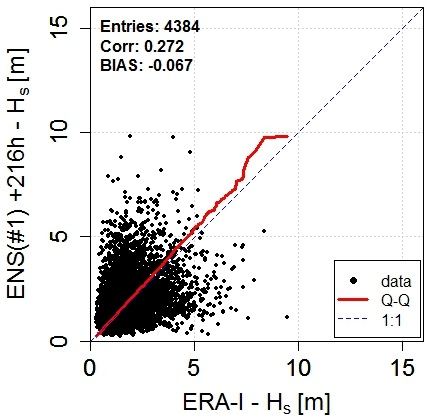 Entries: 4384
Corr: 0.272
BIAS: -0.067
ENS(#1) +216h - Hs [m]
15
10
5
0
data
Q-Q
1:1
0 5 10 15
ERA-I - Hs [m]